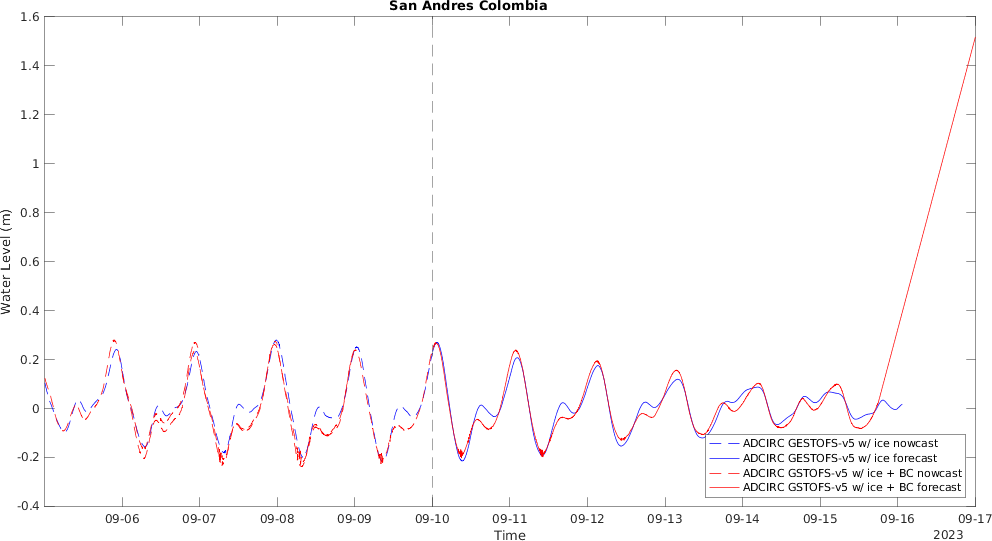 San Andres Colombia
1.6
1.4
1.2
1
0.8
0.6
0.4
0.2
0
-0.2
-0.4
Water Level (m)
ADCIRC GESTOFS-v5 w/ ice nowcast
ADCIRC GESTOFS-v5 w/ ice forecast
ADCIRC GSTOFS-v5 w/ ice + BC nowcast
ADCIRC GSTOFS-v5 w/ ice + BC forecast
09-06 09-07 09-08 09-09 09-10 09-11 09-12 09-13 09-14 09-15 09-16 09-17
Time
2023